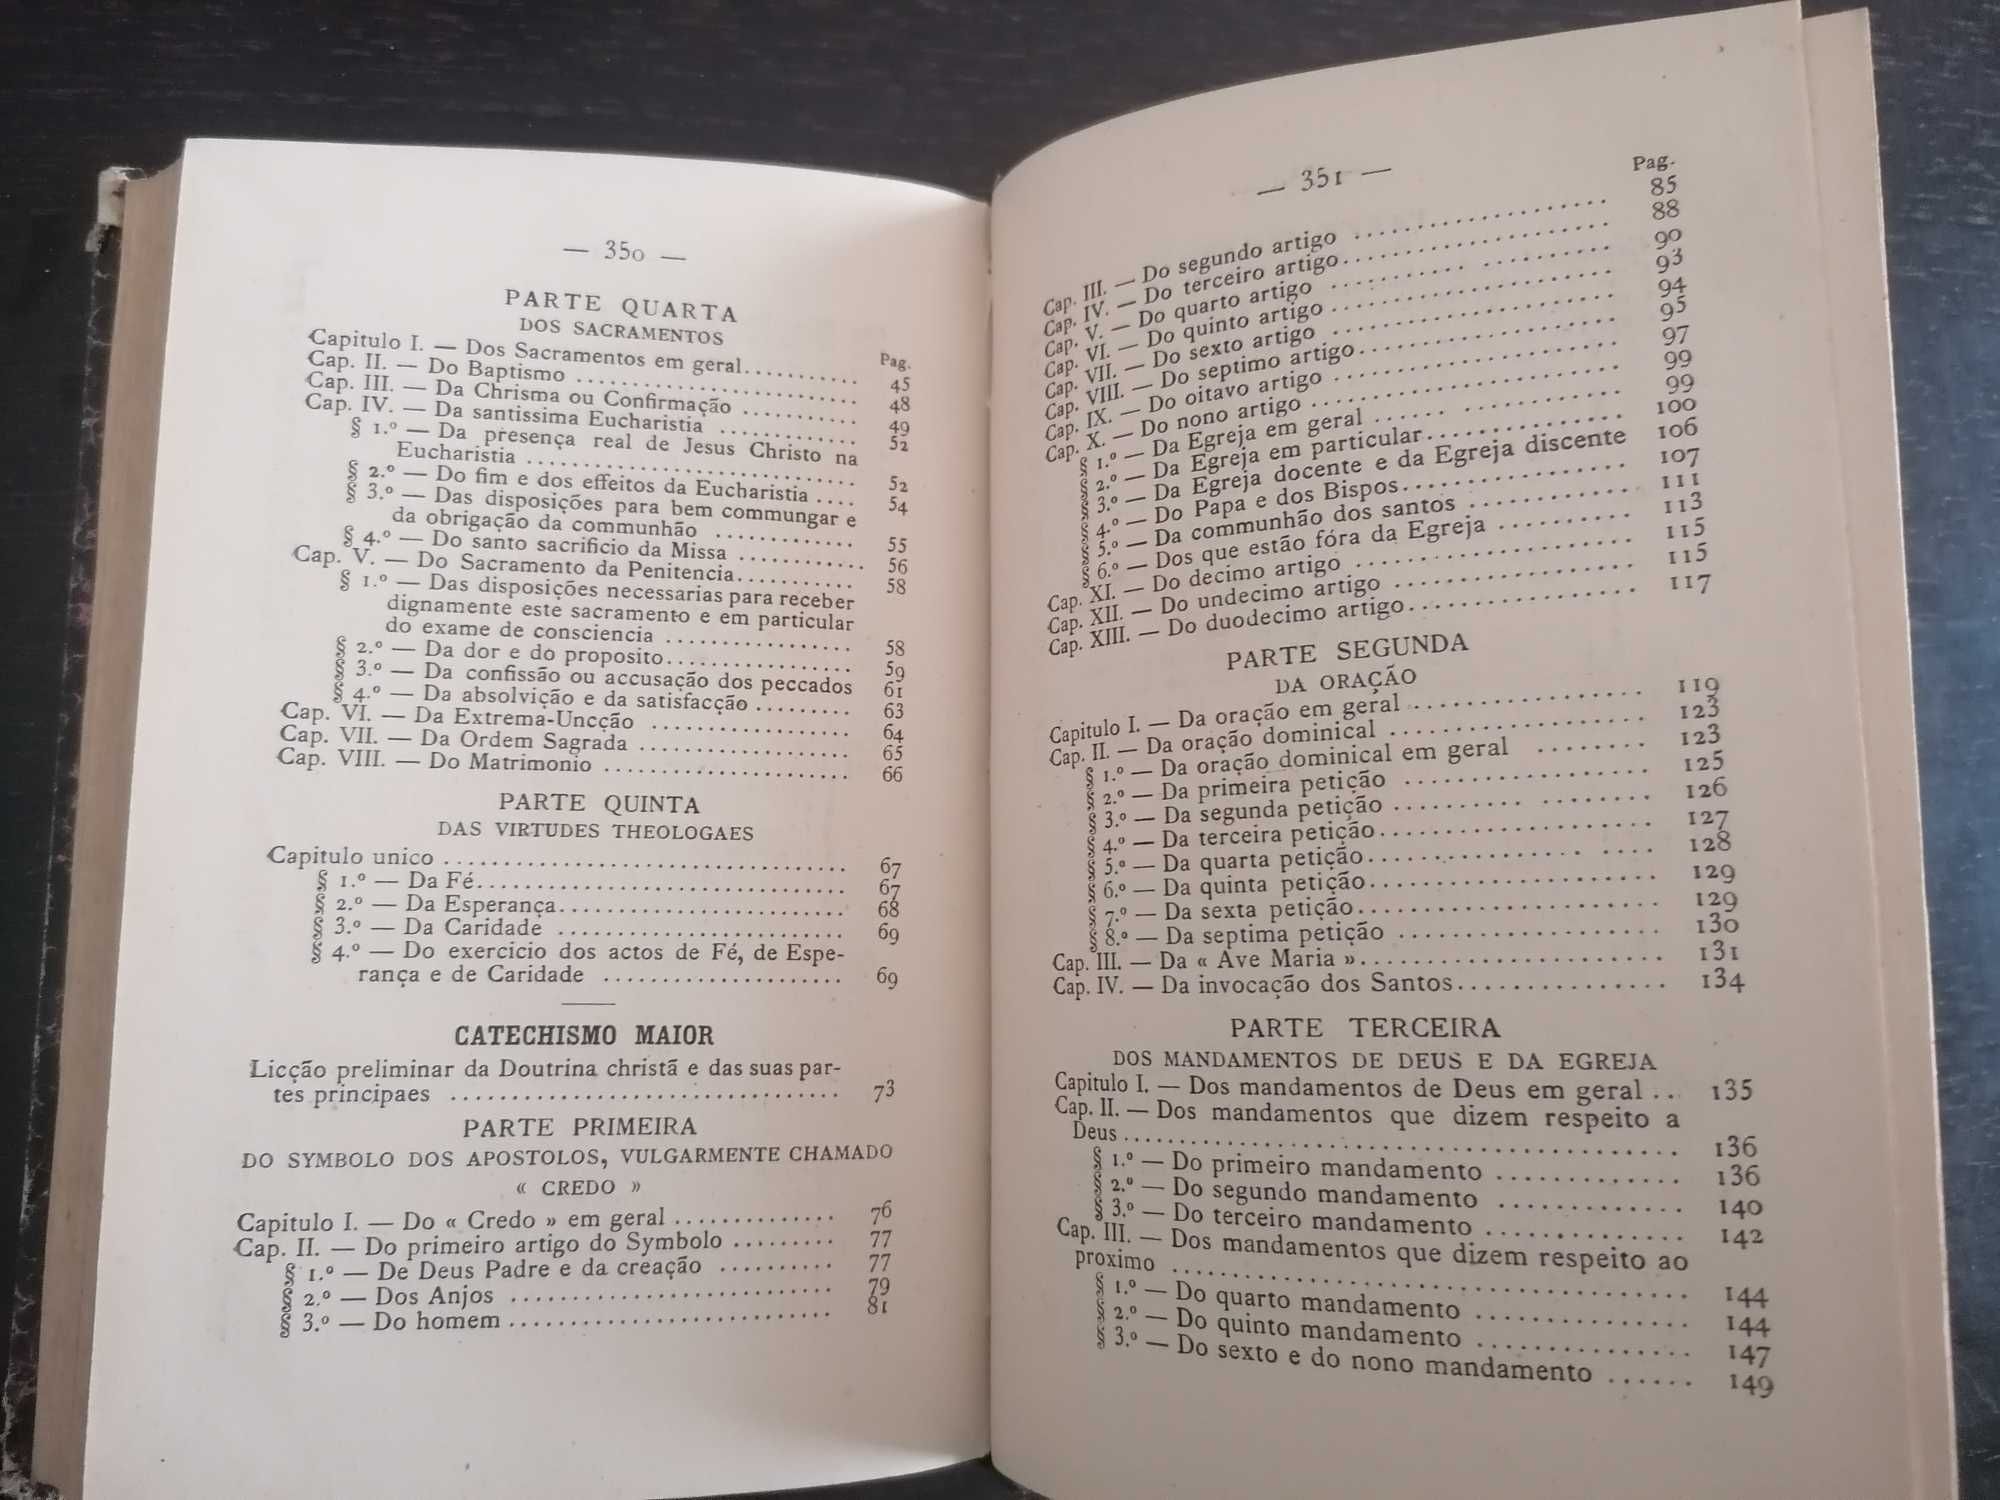 — 350 —
PARTE QUARTA
DOS SACRAMENTOS
Pag.
Capitulo I. — Dos Sacramentos em geral........... 45
Cap. II. — Do Baptismo ........................ 48
Cap. III. — Da Chrisma ou Confirmação .......... 49
Cap. IV. — Da santissima Eucharistia ............ 52
§ 1.º — Da presença real de Jesus Christo na
Eucharistia ............................ 52
§ 2.º — Do fim e dos effeitos da Eucharistia .... 54
§ 3.º — Das disposições para bem commungar e
da obrigação da communhão ............ 55
§ 4.º — Do santo sacrificio da Missa ........... 56
Cap. V. — Do Sacramento da Penitencia........... 58
§ 1.º — Das disposições necessarias para receber
dignamente este sacramento e em particular
do exame de consciencia ................ 58
§ 2.º — Da dor e do proposito................. 59
§ 3.º — Da confissão ou accusação dos peccados 61
§ 4.º — Da absolvição e da satisfacção ......... 63
Cap. VI. — Da Extrema-Uncção ................. 64
Cap. VII. — Da Ordem Sagrada .................. 65
Cap. VIII. — Do Matrimonio ..................... 66
PARTE QUINTA
DAS VIRTUDES THEOLOGAES
Capitulo unico ................................. 67
§ 1.º — Da Fé............................... 67
§ 2.º — Da Esperança........................ 68
§ 3.º — Da Caridade ........................ 69
§ 4.º — Do exercicio dos actos de Fé, de Espe-
rança e de Caridade .................... 69
CATECHISMO MAIOR
Licção preliminar da Doutrina christã e das suas par-
tes principaes ................................ 73
PARTE PRIMEIRA
DO SYMBOLO DOS APOSTOLOS, VULGARMENTE CHAMADO
« CREDO »
Capitulo I. — Do « Credo » em geral .............. 76
Cap. II. — Do primeiro artigo do Symbolo ......... 77
§ 1.º — De Deus Padre e da creação .......... 77
§ 2.º — Dos Anjos ........................... 79
§ 3.º — Do homem .......................... 81
— 351 —
Pag.
Cap. III. — Do segundo artigo .................... 85
Cap. IV. — Do terceiro artigo..................... 88
Cap. V. — Do quarto artigo ...................... 90
Cap. VI. — Do quinto artigo ..................... 93
Cap. VII. — Do sexto artigo ..................... 94
Cap. VIII. — Do septimo artigo................... 95
Cap. IX. — Do oitavo artigo ..................... 97
Cap. X. — Do nono artigo ....................... 99
§ 1.º — Da Egreja em geral ................. 99
§ 2.º — Da Egreja em particular.............. 100
§ 3.º — Da Egreja docente e da Egreja discente 106
§ 4.º — Do Papa e dos Bispos................ 107
§ 5.º — Da communhão dos santos ........... 111
§ 6.º — Dos que estão fóra da Egreja ......... 113
Cap. XI. — Do decimo artigo .................... 115
Cap. XII. — Do undecimo artigo ................. 115
Cap. XIII. — Do duodecimo artigo................ 117
PARTE SEGUNDA
DA ORAÇÃO
Capitulo I. — Da oração em geral ................ 119
Cap. II. — Da oração dominical .................. 123
§ 1.º — Da oração dominical em geral ........ 123
§ 2.º — Da primeira petição ................. 125
§ 3.º — Da segunda petição .................. 126
§ 4.º — Da terceira petição................... 127
§ 5.º — Da quarta petição.................... 128
§ 6.º — Da quinta petição.................... 129
§ 7.º — Da sexta petição..................... 129
§ 8.º — Da septima petição .................. 130
Cap. III. — Da « Ave Maria »..................... 131
Cap. IV. — Da invocação dos Santos............... 134
PARTE TERCEIRA
DOS MANDAMENTOS DE DEUS E DA EGREJA
Capitulo I. — Dos mandamentos de Deus em geral ... 135
Cap. II. — Dos mandamentos que dizem respeito a
Deus ........................................ 136
§ 1.º — Do primeiro mandamento ............. 136
§ 2.º — Do segundo mandamento ............. 140
§ 3.º — Do terceiro mandamento .............. 142
Cap. III. — Dos mandamentos que dizem respeito ao
proximo ..................................... 144
§ 1.º — Do quarto mandamento ............... 144
§ 2.º — Do quinto mandamento ............... 147
§ 3.º — Do sexto e do nono mandamento ...... 149